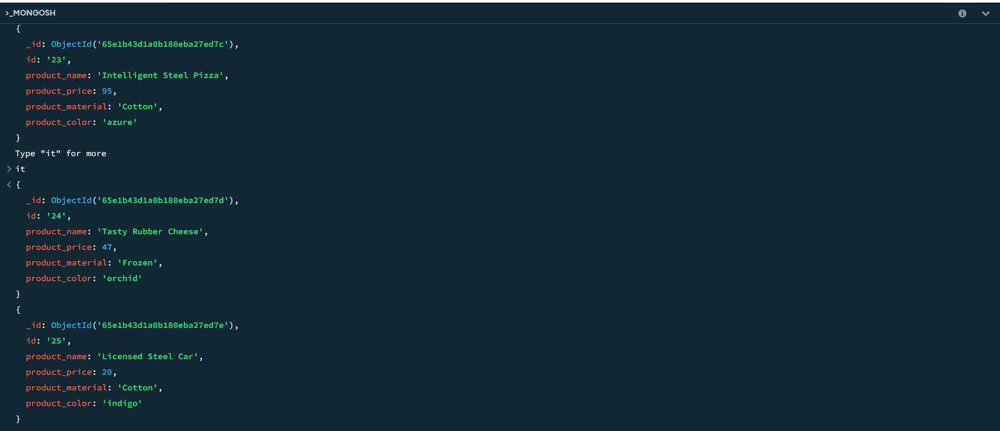 >_MONGOSH
{
_id: ObjectId('65e1b43d1a0b180eba27ed7c'),
id: '23',
product_name: 'Intelligent Steel Pizza',
product_price: 95,
product_material: 'Cotton',
product_color: 'azure'
}
Type "it" for more
> it
< {
_id: ObjectId('65e1b43d1a0b180eba27ed7d'),
id: '24',
product_name: 'Tasty Rubber Cheese',
product_price: 47,
product_material: 'Frozen',
product_color: 'orchid'
}
{
_id: ObjectId('65e1b43d1a0b180eba27ed7e'),
id: '25',
product_name: 'Licensed Steel Car',
product_price: 20,
product_material: 'Cotton',
product_color: 'indigo'
}